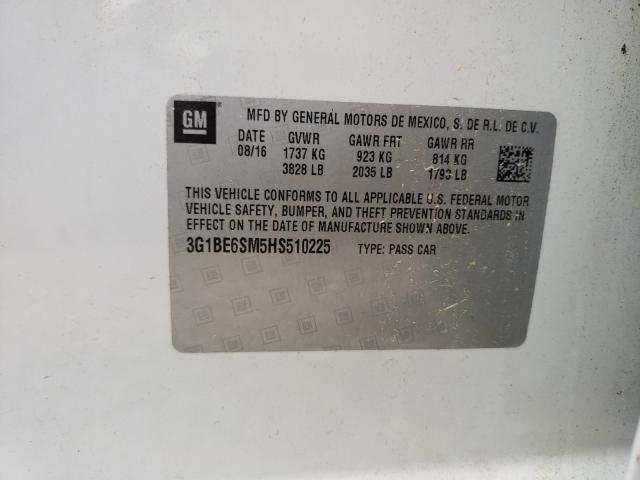 GM
MFD BY GENERAL MOTORS DE MEXICO, S. DE R.L. DE C.V.
DATE GVWR GAWR FRT GAWR RR
08/16 1737 KG 923 KG 814 KG
3828 LB 2035 LB 1793 LB
THIS VEHICLE CONFORMS TO ALL APPLICABLE U.S. FEDERAL MOTOR
VEHICLE SAFETY, BUMPER, AND THEFT PREVENTION STANDARDS IN
EFFECT ON THE DATE OF MANUFACTURE SHOWN ABOVE.
3G1BE6SM5HS510225 TYPE: PASS CAR